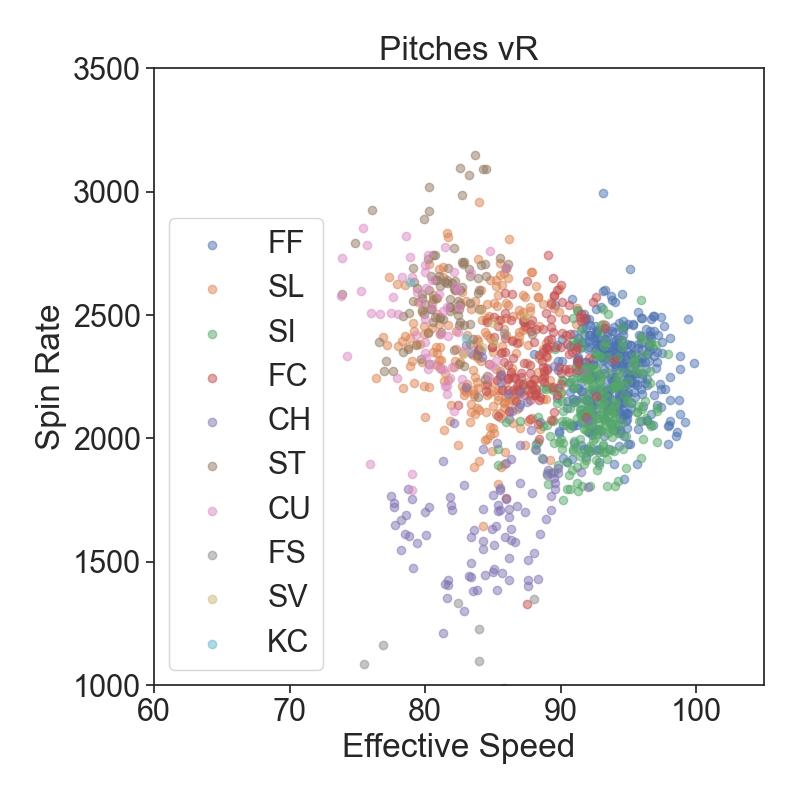 Pitches vR
3500
3000
2500
2000
1500
1000
Spin Rate
FF
SL
SI
FC
CH
ST
CU
FS
SV
KC
60 70 80 90 100
Effective Speed